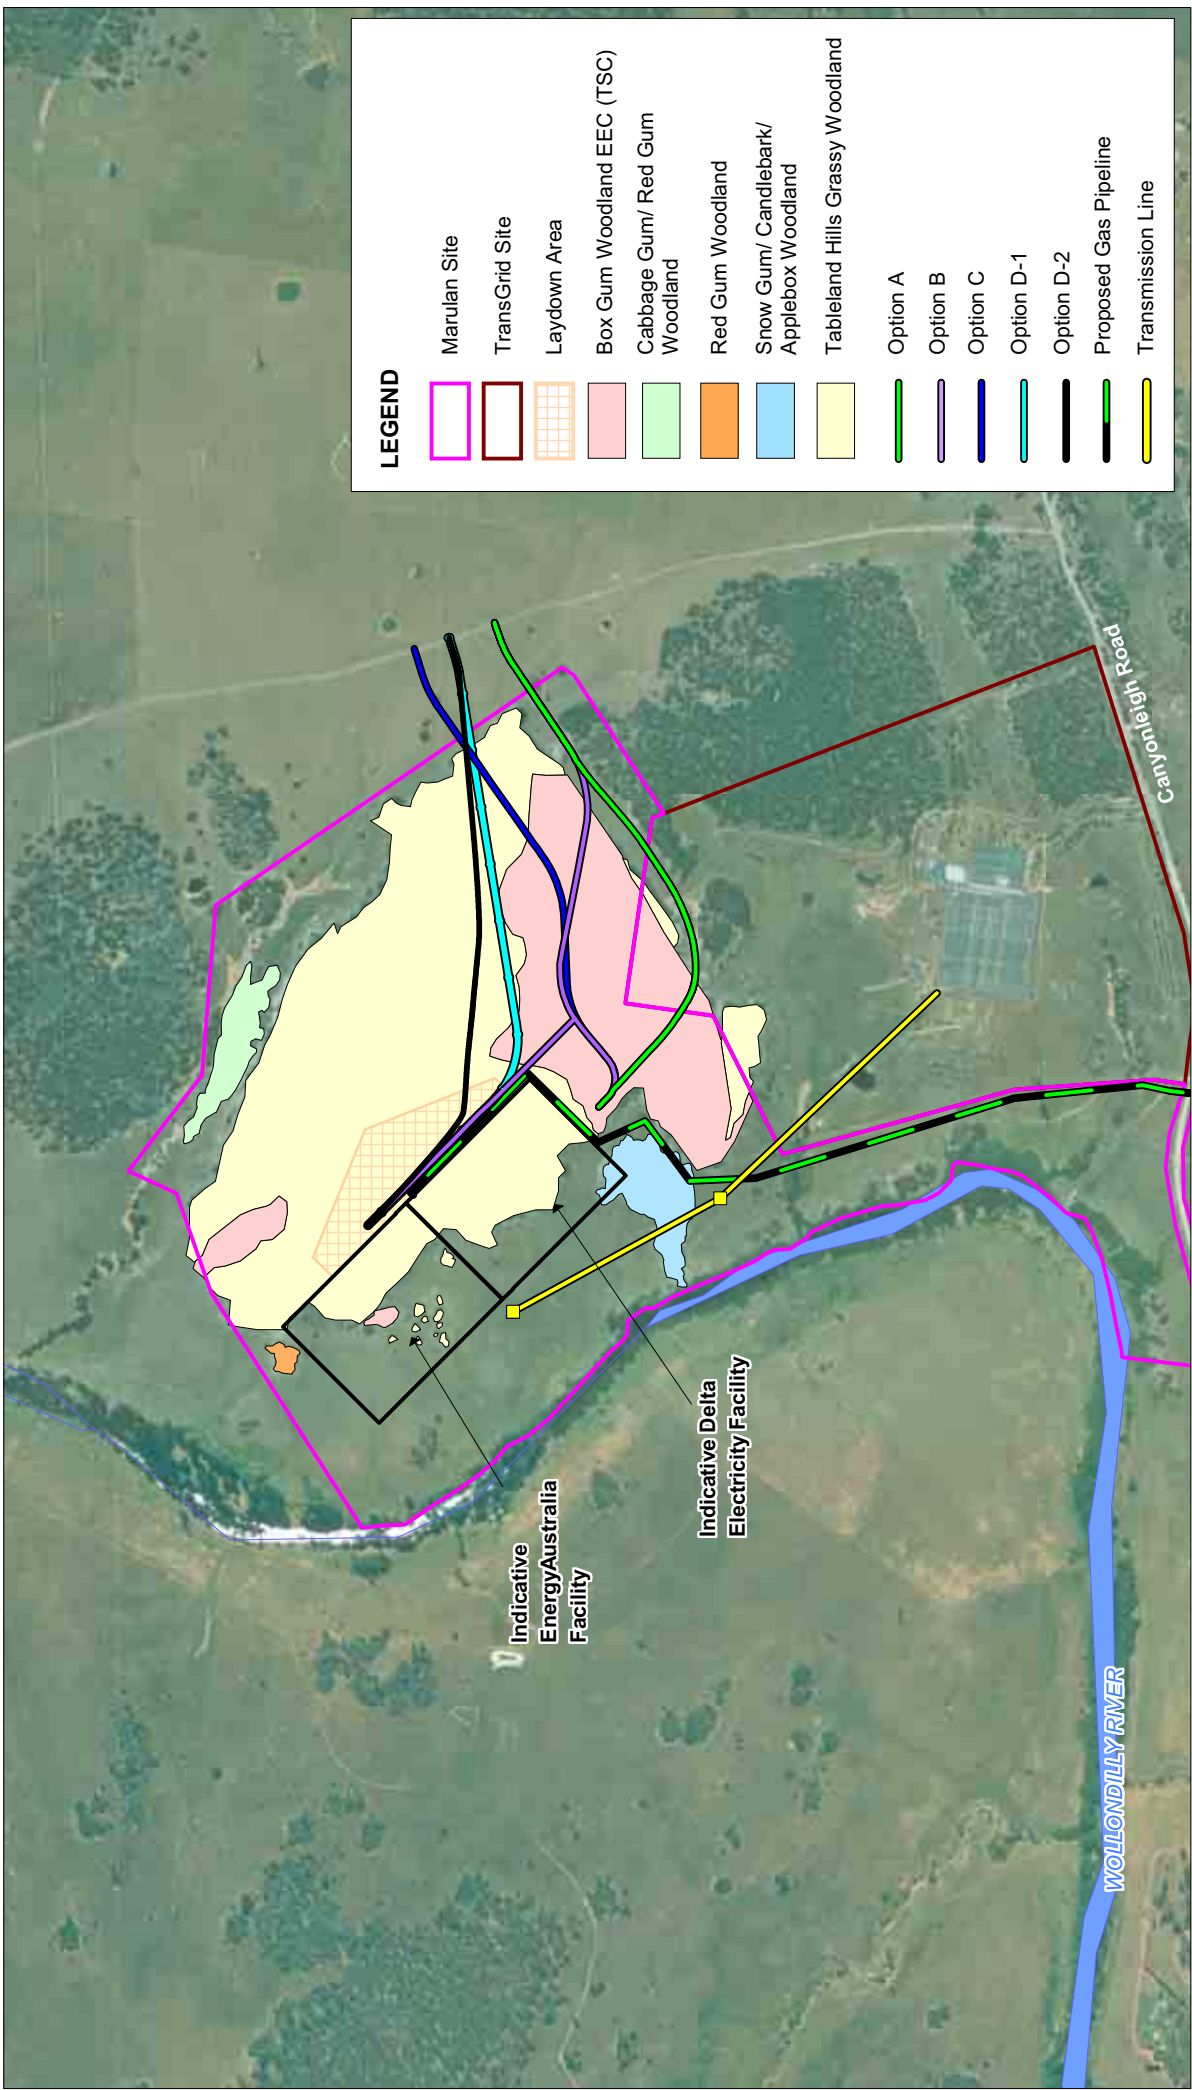 LEGEND
Marulan Site
TransGrid Site
Laydown Area
Box Gum Woodland EEC (TSC)
Cabbage Gum/ Red Gum
Woodland
Red Gum Woodland
Snow Gum/ Candlebark/
Applebox Woodland
Tableland Hills Grassy Woodland
Option A
Option B
Option C
Option D-1
Option D-2
Proposed Gas Pipeline
Transmission Line
Canyonleigh Road
Indicative Delta
Electricity Facility
Indicative
EnergyAustralia
Facility
WOLLONDILLY RIVER